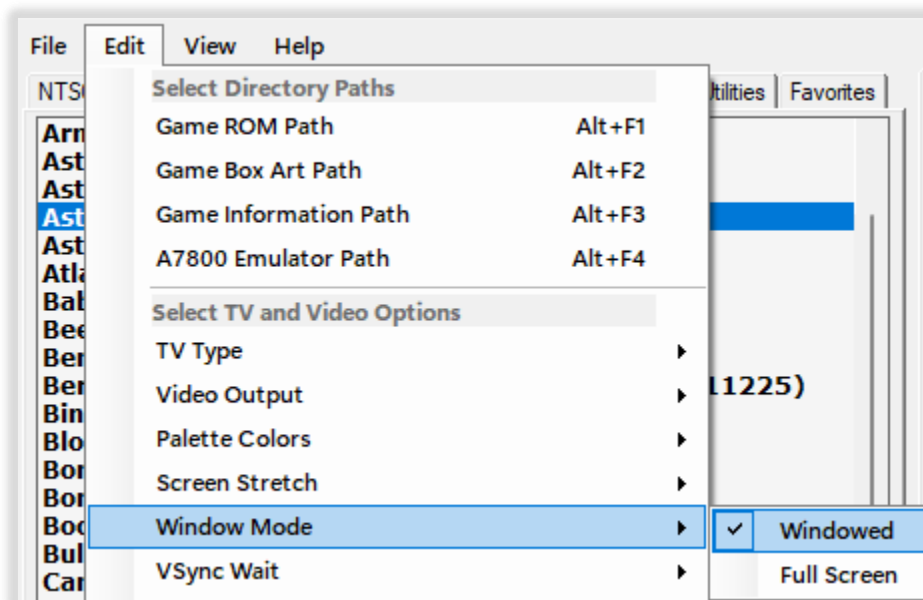 File Edit View Help
Select Directory Paths
Favorites
Game ROM Path Alt+F1
Game Box Art Path Alt+F2
Game Information Path Alt+F3
A7800 Emulator Path Alt+F4
Select TV and Video Options
TV Type
Video Output
11225)
Palette Colors
Screen Stretch
Window Mode
Windowed
VSync Wait
Full Screen